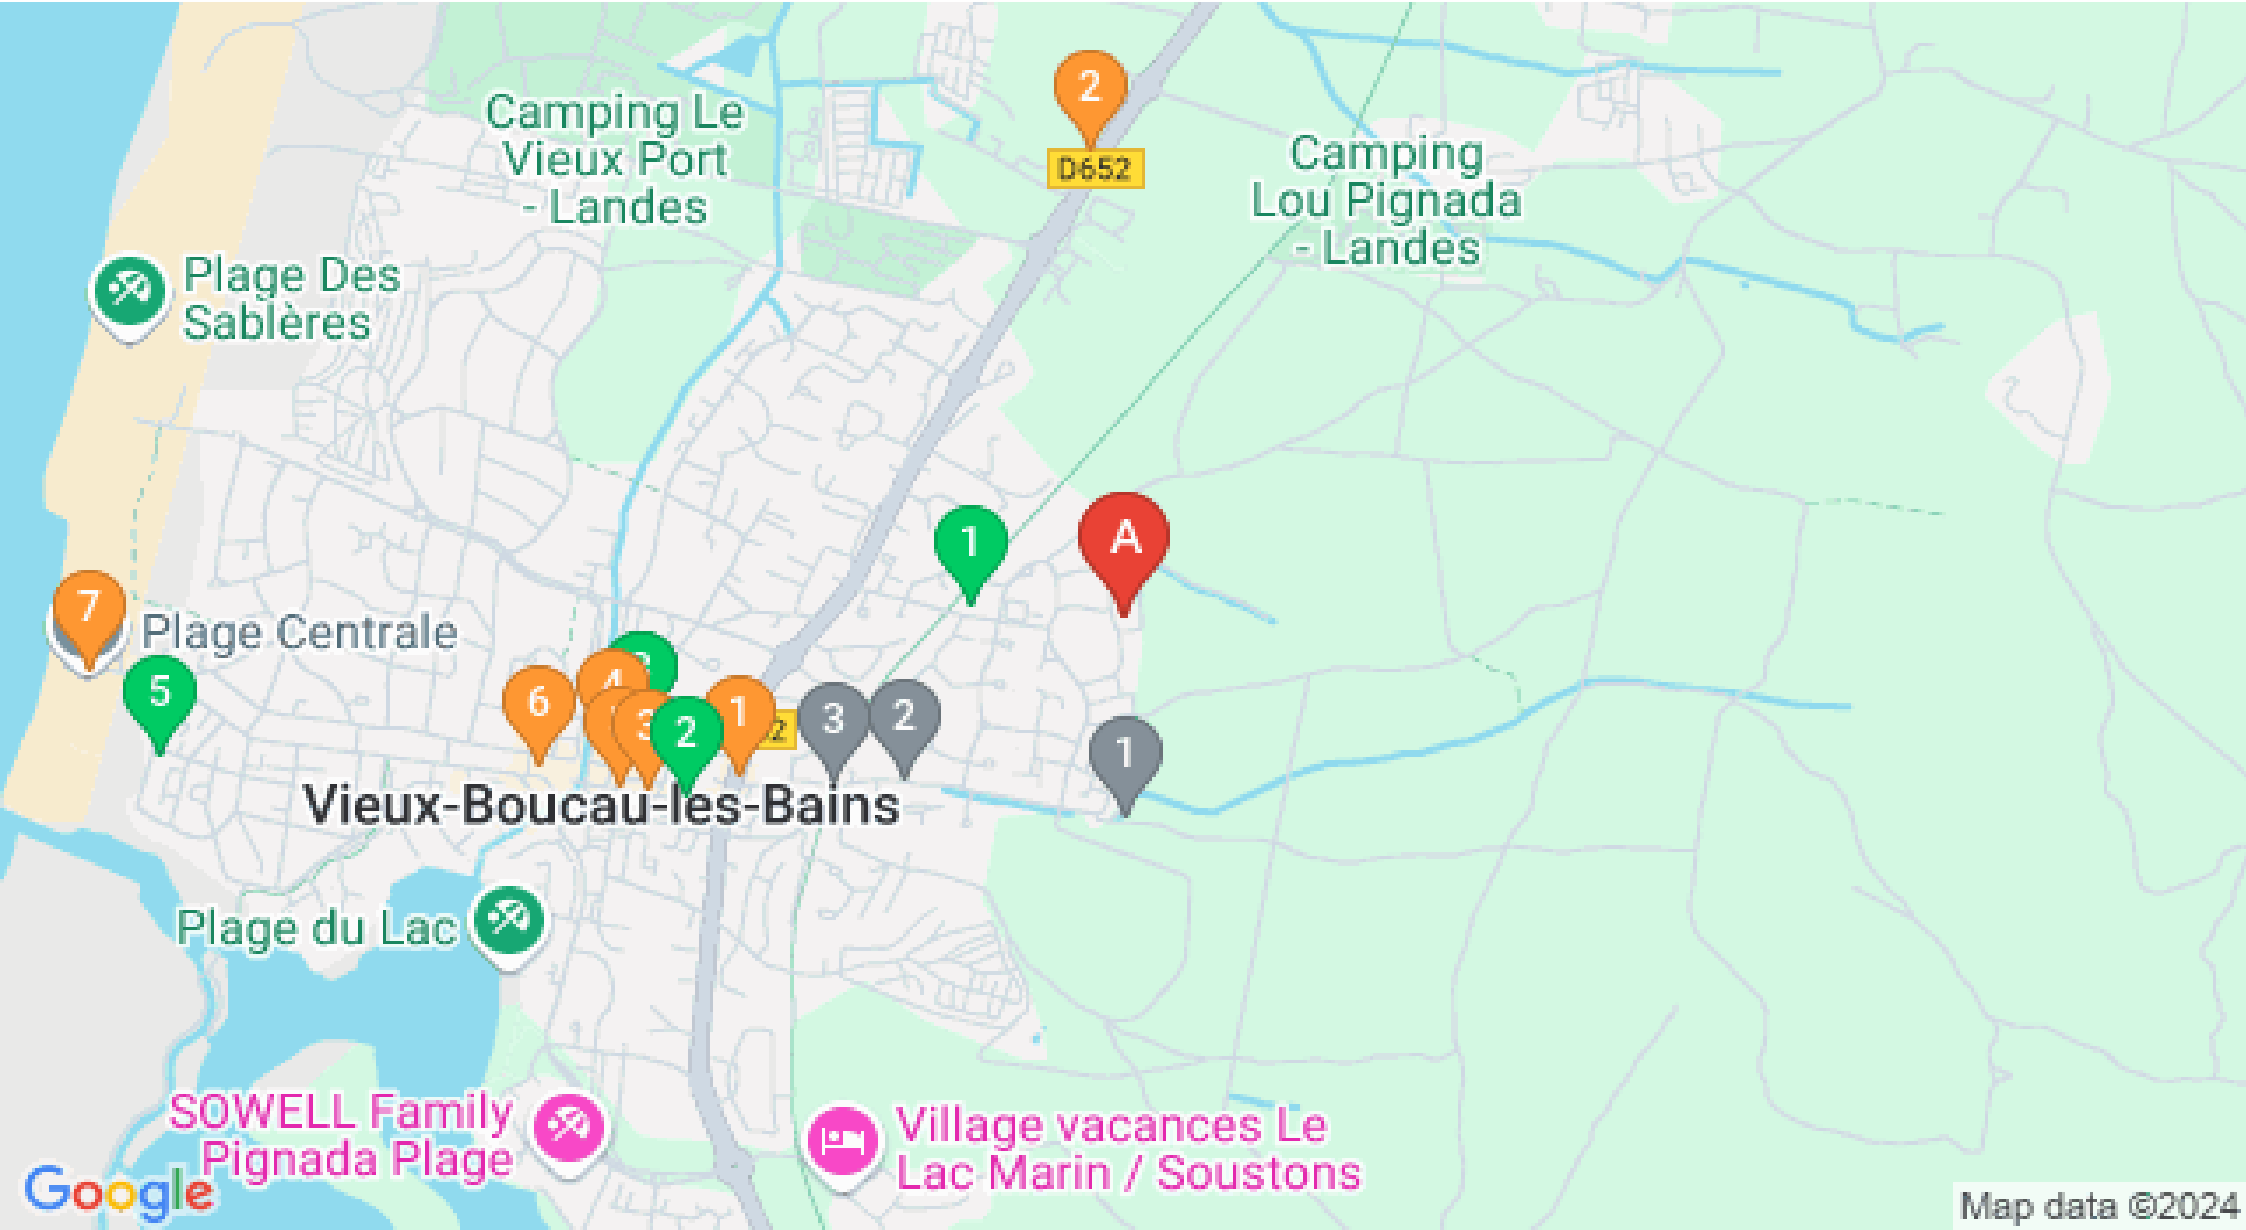 2
D652
Camping Le
Vieux Port
- Landes
Camping
Lou Pignada
- Landes
Plage Des
Sablères
1
A
7
Plage Centrale
5
6
4
3
2
1
3
2
1
Vieux-Boucau-les-Bains
Plage du Lac
SOWELL Family
Pignada Plage
Village vacances Le
Lac Marin / Soustons
Google
Map data ©2024